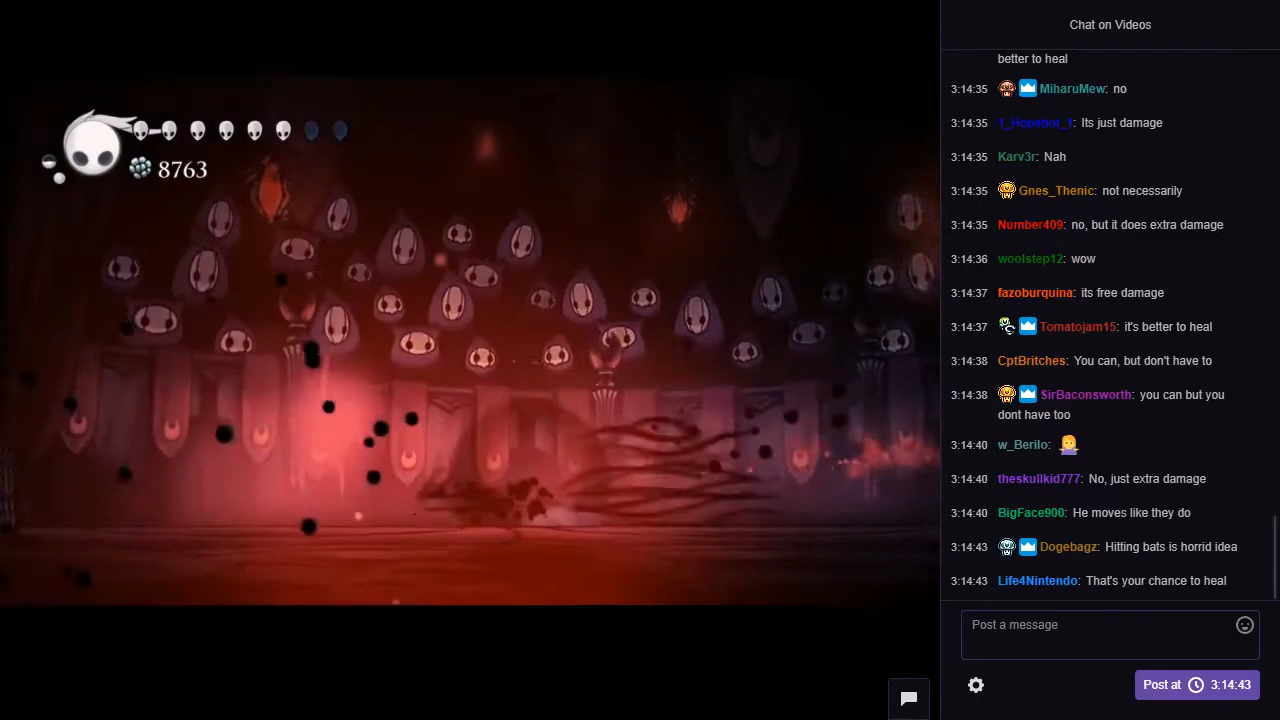 8763
Chat on Videos
better to heal
3:14:35 MiharuMew: no
3:14:35 1_Hopeboi_1: Its just damage
3:14:35 Karv3r: Nah
3:14:35 Gnes_Thenic: not necessarily
3:14:35 Number409: no, but it does extra damage
3:14:36 woolstep12: wow
3:14:37 fazoburquina: its free damage
3:14:37 Tomatojam15: it's better to heal
3:14:38 CptBritches: You can, but don't have to
3:14:38 SirBaconsworth: you can but you
dont have too
3:14:40 w_Berilo:
3:14:40 theskullkid777: No, just extra damage
3:14:40 BigFace900: He moves like they do
3:14:43 Dogebagz: Hitting bats is horrid idea
3:14:43 Life4Nintendo: That's your chance to heal
Post a message
Post at 3:14:43